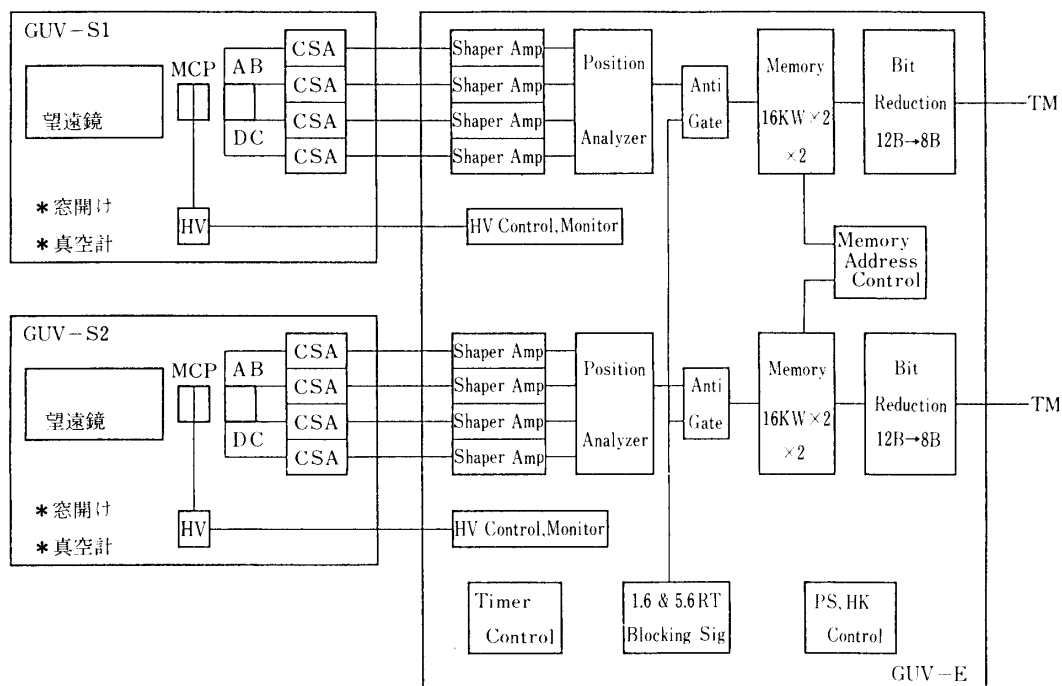 GUV-S1
望遠鏡
MCP
AB
DC
CSA
CSA
CSA
CSA
HV
*窓開け
*真空計
Shaper Amp
Shaper Amp
Shaper Amp
Shaper Amp
Position
Analyzer
Anti
Gate
Memory
16KW×2
×2
Bit
Reduction
12B→8B
TM
HV Control,Monitor
Memory
Address
Control
GUV-S2
望遠鏡
MCP
AB
DC
CSA
CSA
CSA
CSA
HV
*窓開け
*真空計
Shaper Amp
Shaper Amp
Shaper Amp
Shaper Amp
Position
Analyzer
Anti
Gate
Memory
16KW×2
×2
Bit
Reduction
12B→8B
TM
HV Control,Monitor
Timer
Control
1.6 & 5.6RT
Blocking Sig
PS,HK
Control
GUV-E